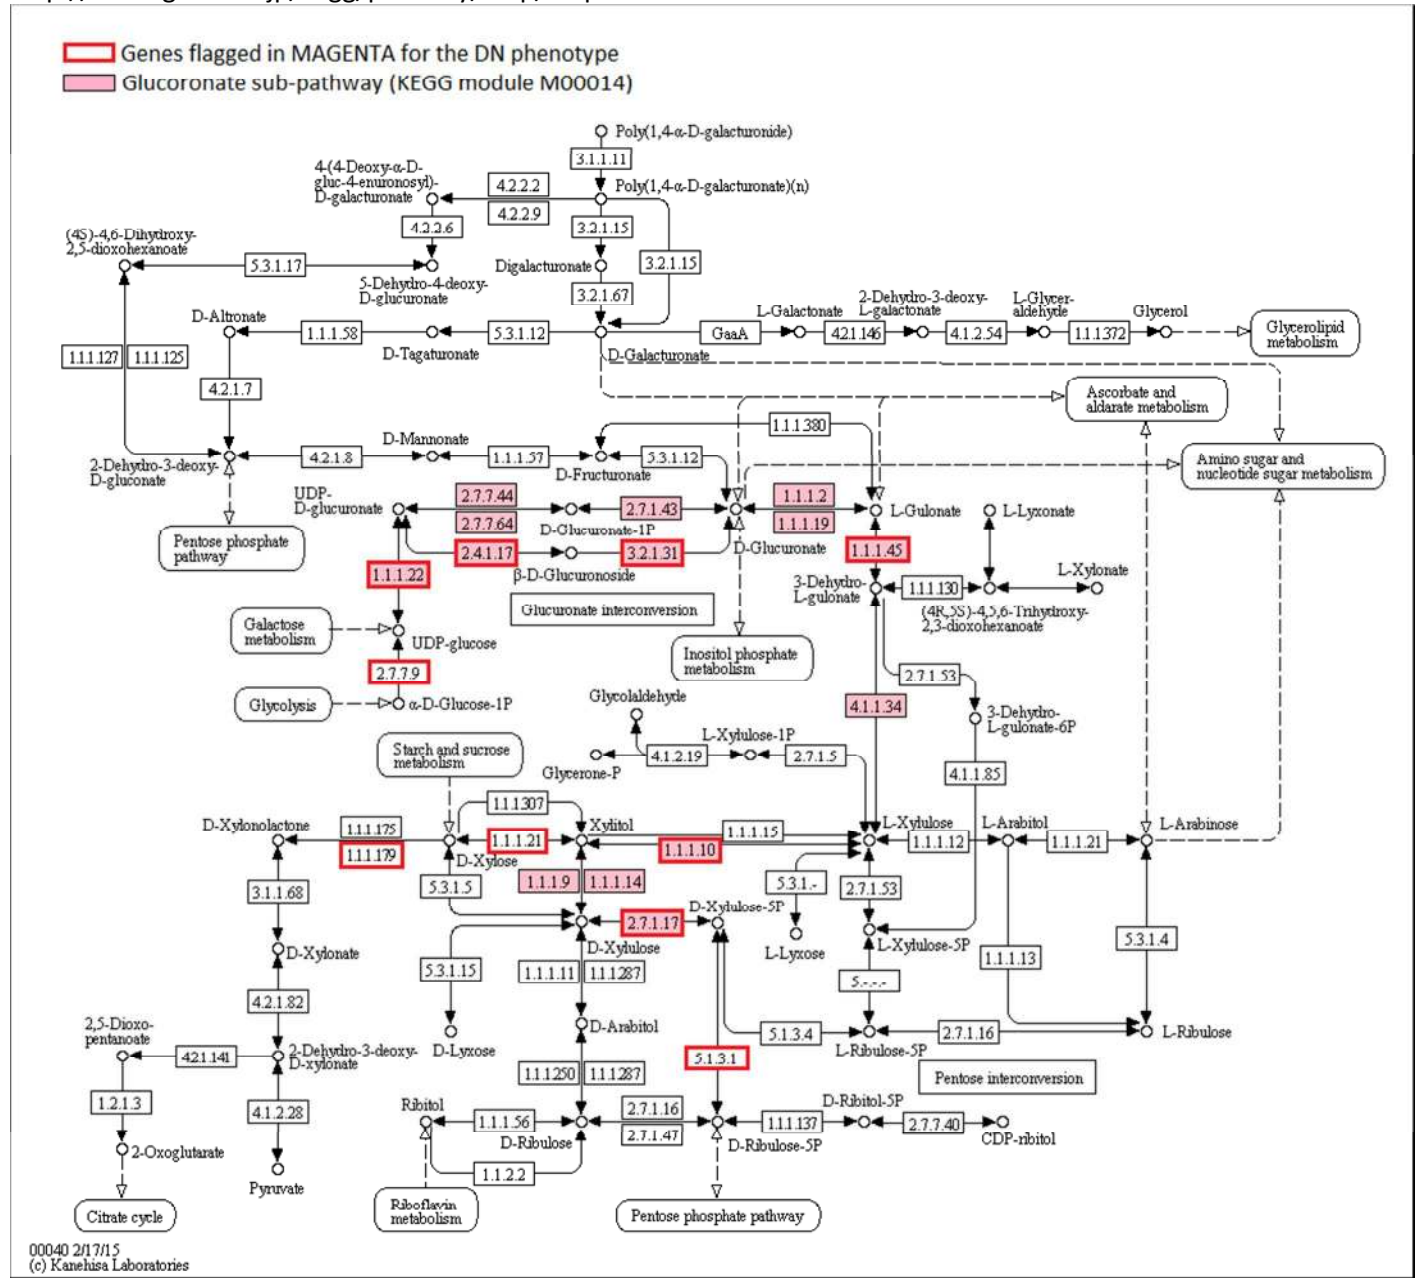 Genes flagged in MAGENTA for the DN phenotype
Glucoronate sub-pathway (KEGG module M00014)
Poly(1,4-α-D-galacturonide)
3.1.1.11
4-(4-Deoxy-α-D-
gluc-4-enuronosyl)-
D-galacturonate
4.2.2.2
4.2.2.9
Poly(1,4-α-D-galacturonate)(n)
4.2.2.6
3.2.1.15
3.2.1.15
(4S)-4,6-Dihydroxy-
2,5-dioxohexanoate
5.3.1.17
5-Dehydro-4-deoxy-
D-glucuronate
Digalacturonate
3.2.1.67
D-Altronate
1.1.1.58
D-Tagaturonate
5.3.1.12
D-Galacturonate
GaaA
L-Galactonate
4.2.1.146
2-Dehydro-3-deoxy-
L-galactonate
4.1.2.54
L-Glycer-
aldehyde
1.1.1.372
Glycerol
Glycerolipid
metabolism
1.1.1.127
1.1.1.125
4.2.1.7
Ascorbate and
aldarate metabolism
1.1.1.380
2-Dehydro-3-deoxy-
D-gluconate
4.2.1.8
D-Mannonate
1.1.1.57
D-Fructuronate
5.3.1.12
Amino sugar and
nucleotide sugar metabolism
Pentose phosphate
pathway
UDP-
D-glucuronate
2.7.7.44
2.7.7.64
D-Glucuronate-1P
2.7.1.43
1.1.1.2
1.1.1.19
D-Glucuronate
L-Gulonate
L-Lyxonate
2.4.1.17
β-D-Glucuronoside
3.2.1.31
1.1.1.45
1.1.1.22
Glucuronate interconversion
3-Dehydro-
L-gulonate
1.1.1.130
(4R,5S)-4,5,6-Trihydroxy-
2,3-dioxohexanoate
L-Xylonate
Galactose
metabolism
UDP-glucose
Inositol phosphate
metabolism
2.7.7.9
2.7.1.53
Glycolysis
α-D-Glucose-1P
Glycolaldehyde
4.1.1.34
3-Dehydro-
L-gulonate-6P
Starch and sucrose
metabolism
Glycerone-P
4.1.2.19
L-Xylulose-1P
2.7.1.5
4.1.1.85
1.1.1.307
D-Xylonolactone
1.1.1.175
1.1.1.179
D-Xylose
1.1.1.21
Xylitol
1.1.1.15
1.1.1.10
L-Xylulose
1.1.1.12
L-Arabitol
1.1.1.21
L-Arabinose
3.1.1.68
5.3.1.5
1.1.1.9
1.1.1.14
5.3.1.-
2.7.1.53
D-Xylonate
D-Xylulose
2.7.1.17
D-Xylulose-5P
L-Lyxose
L-Xylulose-5P
1.1.1.13
5.3.1.4
5.3.1.15
1.1.1.11
1.1.1.287
5.-.-.-
4.2.1.82
D-Lyxose
D-Arabitol
5.1.3.4
L-Ribulose-5P
2.7.1.16
L-Ribulose
2,5-Dioxo-
pentanoate
4.2.1.141
2-Dehydro-3-deoxy-
D-xylonate
5.1.3.1
Pentose interconversion
1.1.1.250
1.1.1.287
1.2.1.3
4.1.2.28
Ribitol
1.1.1.56
D-Ribulose
2.7.1.16
2.7.1.47
D-Ribulose-5P
1.1.1.137
D-Ribitol-5P
2.7.7.40
CDP-ribitol
2-Oxoglutarate
1.1.2.2
Pyruvate
Citrate cycle
Riboflavin
metabolism
Pentose phosphate pathway
00040 2/17/15
(c) Kanehisa Laboratories